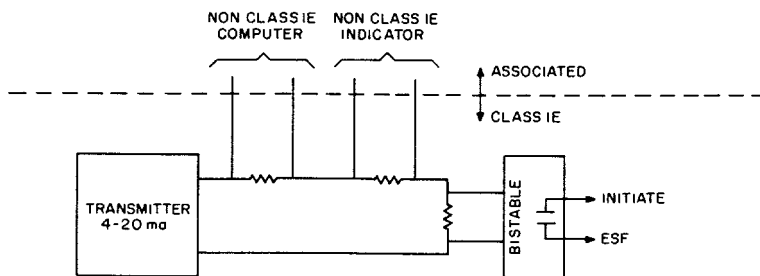 NON CLASS IE
COMPUTER
NON CLASS IE
INDICATOR
ASSOCIATED
CLASS IE
TRANSMITTER
4-20 ma
BISTABLE
INITIATE
ESF